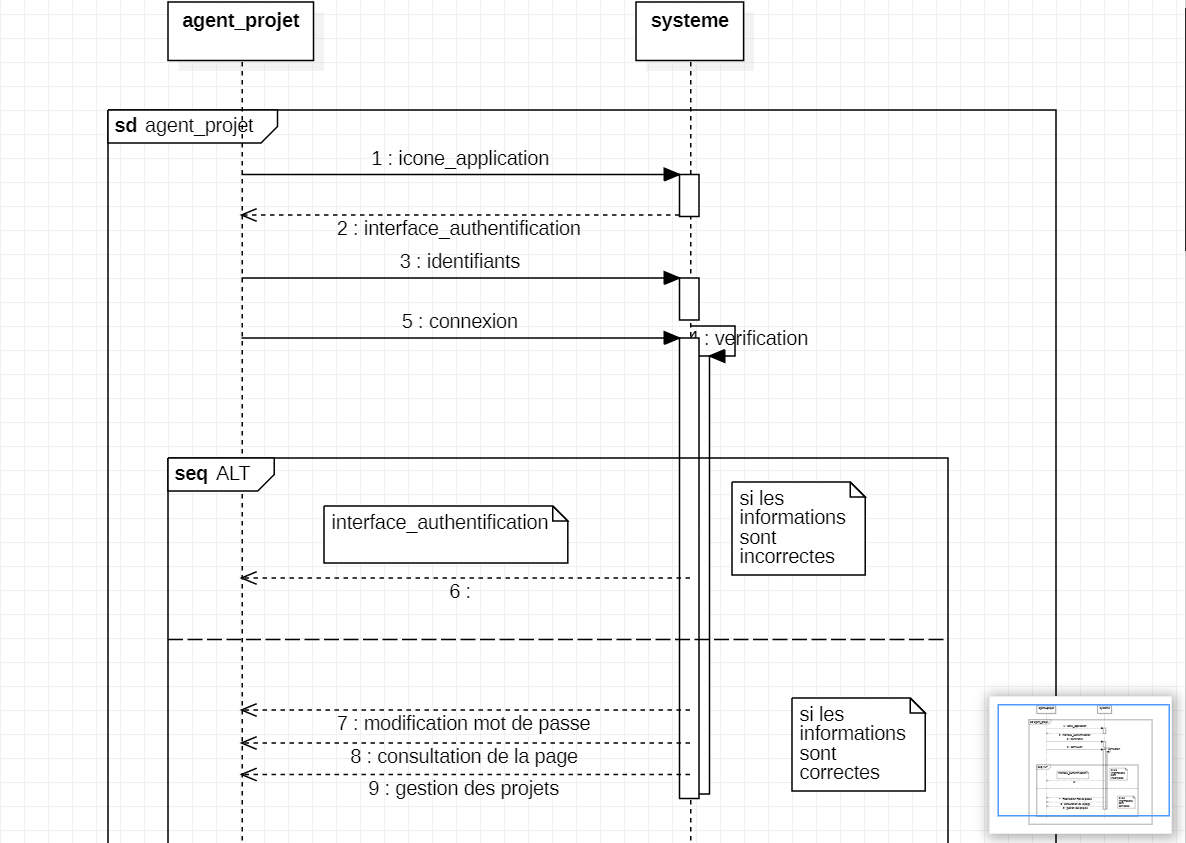 agent_projet
systeme
sd agent_projet
1 : icone_application
2 : interface_authentification
3 : identifiants
5 : connexion
: verification
seq ALT
interface_authentification
si les
informations
sont
incorrectes
6 :
7 : modification mot de passe
8 : consultation de la page
9 : gestion des projets
si les
informations
sont
correctes